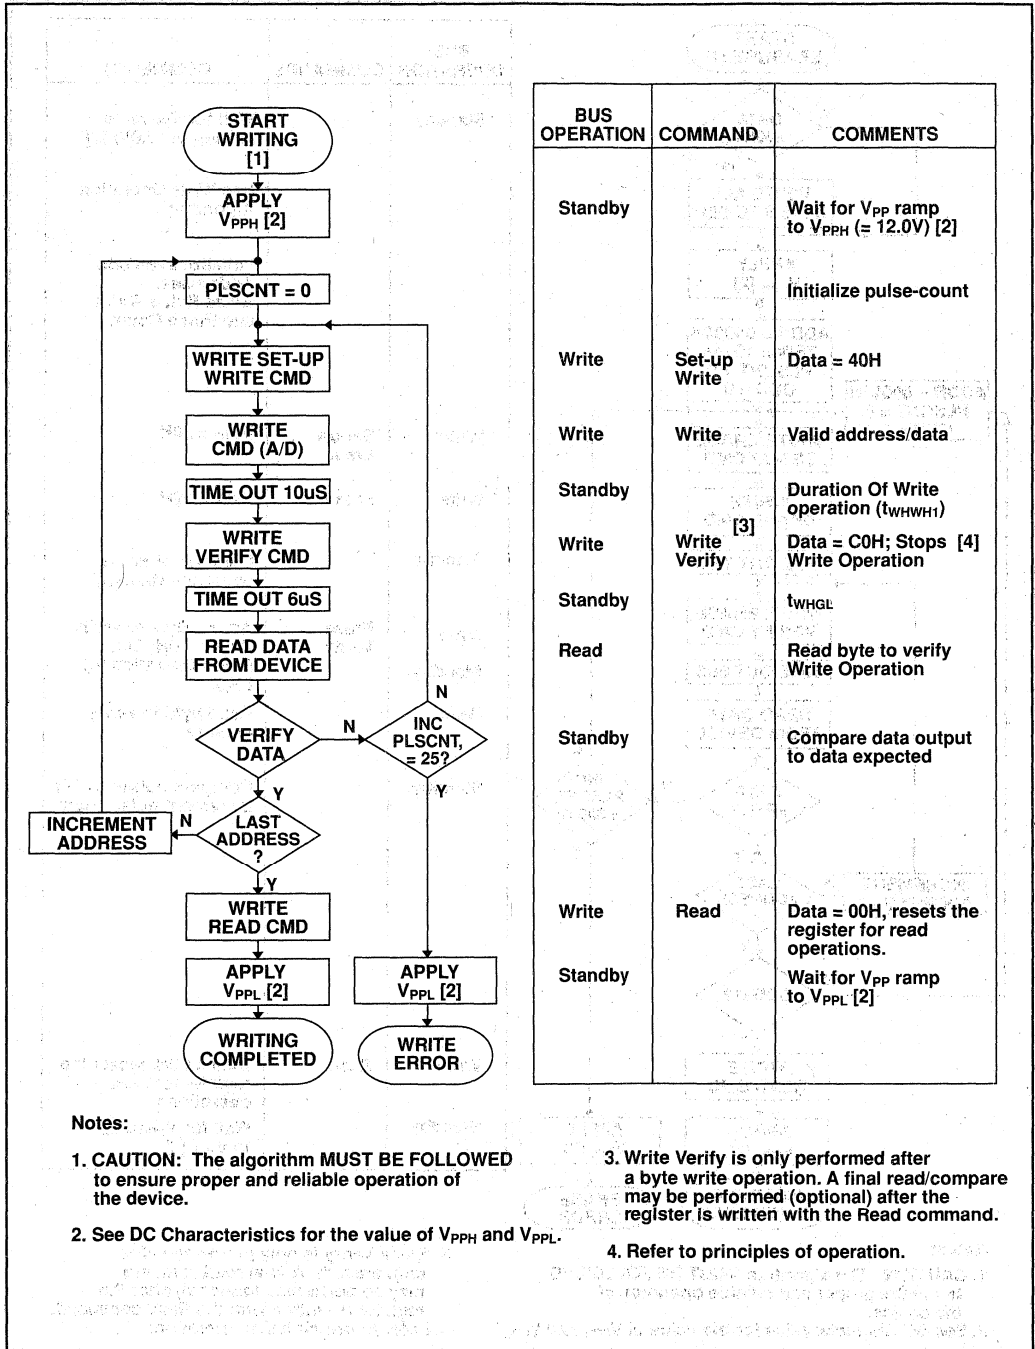 START
WRITING
[1]
APPLY
VPPH [2]
PLSCNT = 0
WRITE SET-UP
WRITE CMD
WRITE
CMD (A/D)
TIME OUT 10uS
WRITE
VERIFY CMD
TIME OUT 6uS
READ DATA
FROM DEVICE
VERIFY
DATA
N
INC
PLSCNT,
= 25?
N
Y
Y
LAST
ADDRESS
?
N
INCREMENT
ADDRESS
Y
WRITE
READ CMD
APPLY
VPPL [2]
WRITING
COMPLETED
APPLY
VPPL [2]
WRITE
ERROR
BUS
OPERATION COMMAND COMMENTS
Standby Wait for VPP ramp
to VPPH (= 12.0V) [2]
Initialize pulse-count
Write Set-up Data = 40H
Write
Write Write Valid address/data
Standby Duration Of Write
operation (tWHWH1)
[3]
Write Write Data = C0H; Stops [4]
Verify Write Operation
Standby tWHGL
Read Read byte to verify
Write Operation
Standby Compare data output
to data expected
Write Read Data = 00H, resets the
register for read
operations.
Standby Wait for VPP ramp
to VPPL [2]
Notes:
1. CAUTION: The algorithm MUST BE FOLLOWED
to ensure proper and reliable operation of
the device.
2. See DC Characteristics for the value of VPPH and VPPL.
3. Write Verify is only performed after
a byte write operation. A final read/compare
may be performed (optional) after the
register is written with the Read command.
4. Refer to principles of operation.